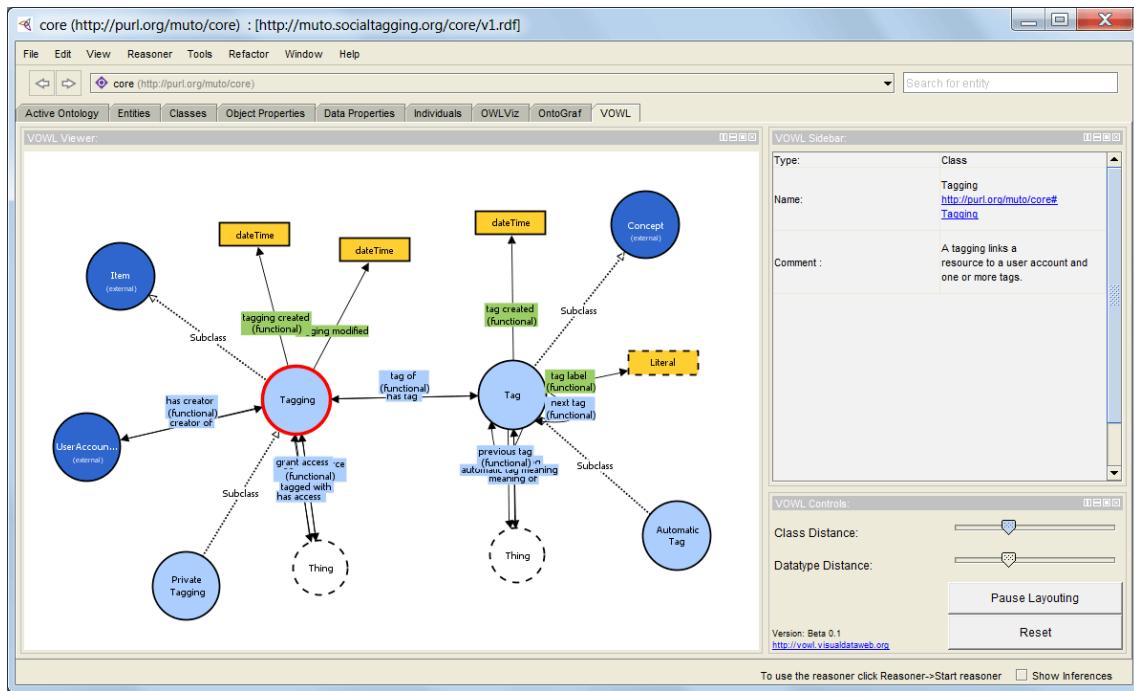 core (http://purl.org/muto/core) : [http://muto.socialtagging.org/core/v1.rdf]
File Edit View Reasoner Tools Refactor Window Help
core (http://purl.org/muto/core)
Search for entity
Active Ontology Entities Classes Object Properties Data Properties Individuals OWLViz OntoGraf VOWL
VOWL Viewer:
dateTime
dateTime
dateTime
Concept
(external)
Item
(external)
tagging created
(functional)
ging modified
tag created
(functional)
Subclass
Subclass
Literal
tag label
(functional)
tag of
(functional)
has tag
Tagging
Tag
next tag
(functional)
has creator
(functional)
creator of
UserAccoun...
(external)
grant access
(functional)
tagged with
has access
previous tag
(functional)
automatic tag meaning
meaning of
Subclass
Subclass
Automatic
Tag
Thing
Thing
Private
Tagging
VOWL Sidebar:
Type: Class
Name: Tagging
http://purl.org/muto/core#
Tagging
Comment : A tagging links a
resource to a user account and
one or more tags.
VOWL Controls:
Class Distance:
Datatype Distance:
Pause Layouting
Reset
Version: Beta 0.1
http://vowl.visualdataweb.org
To use the reasoner click Reasoner->Start reasoner Show Inferences